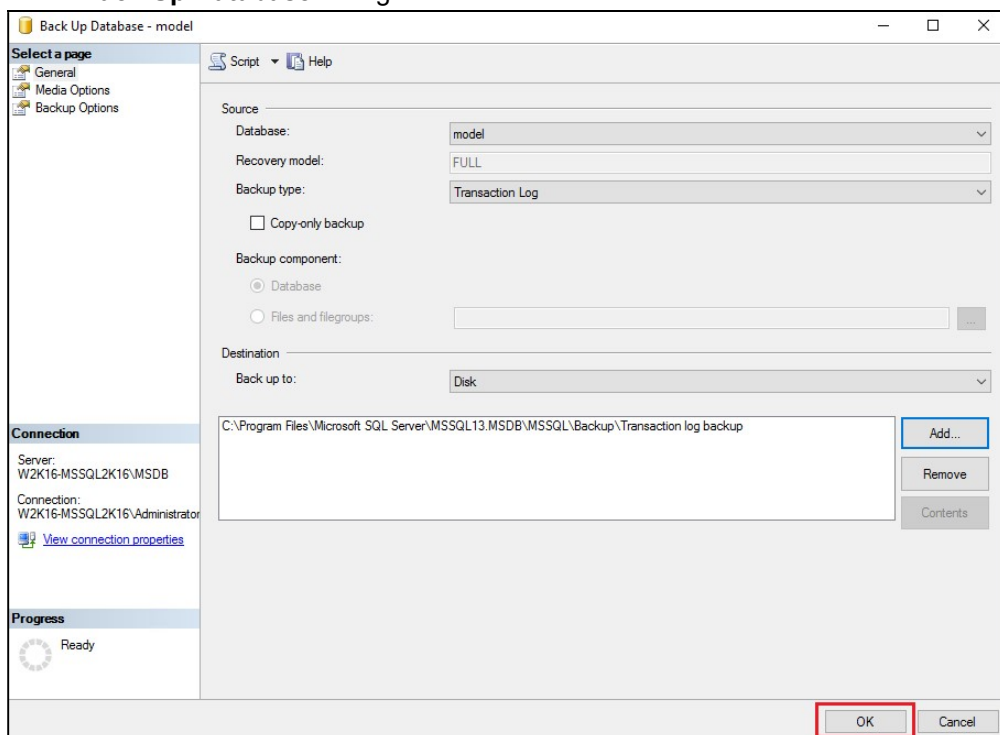 Back Up Database - model
Select a page
General
Media Options
Backup Options
Script
Help
Source
Database:
model
Recovery model:
FULL
Backup type:
Transaction Log
Copy-only backup
Backup component:
Database
Files and filegroups:
...
Destination
Back up to:
Disk
C:\Program Files\Microsoft SQL Server\MSSQL13.MSDB\MSSQL\Backup\Transaction log backup
Add...
Remove
Contents
Connection
Server:
W2K16-MSSQL2K16\MSDB
Connection:
W2K16-MSSQL2K16\Administrator
View connection properties
Progress
Ready
OK
Cancel